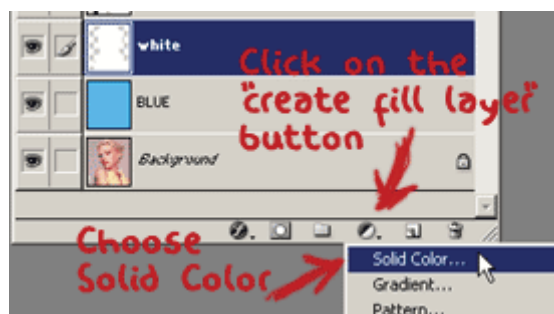 white
Click on the
BLUE
"create fill layer"
button
Background
Choose
Solid Color
Solid Color...
Gradient...
Pattern...